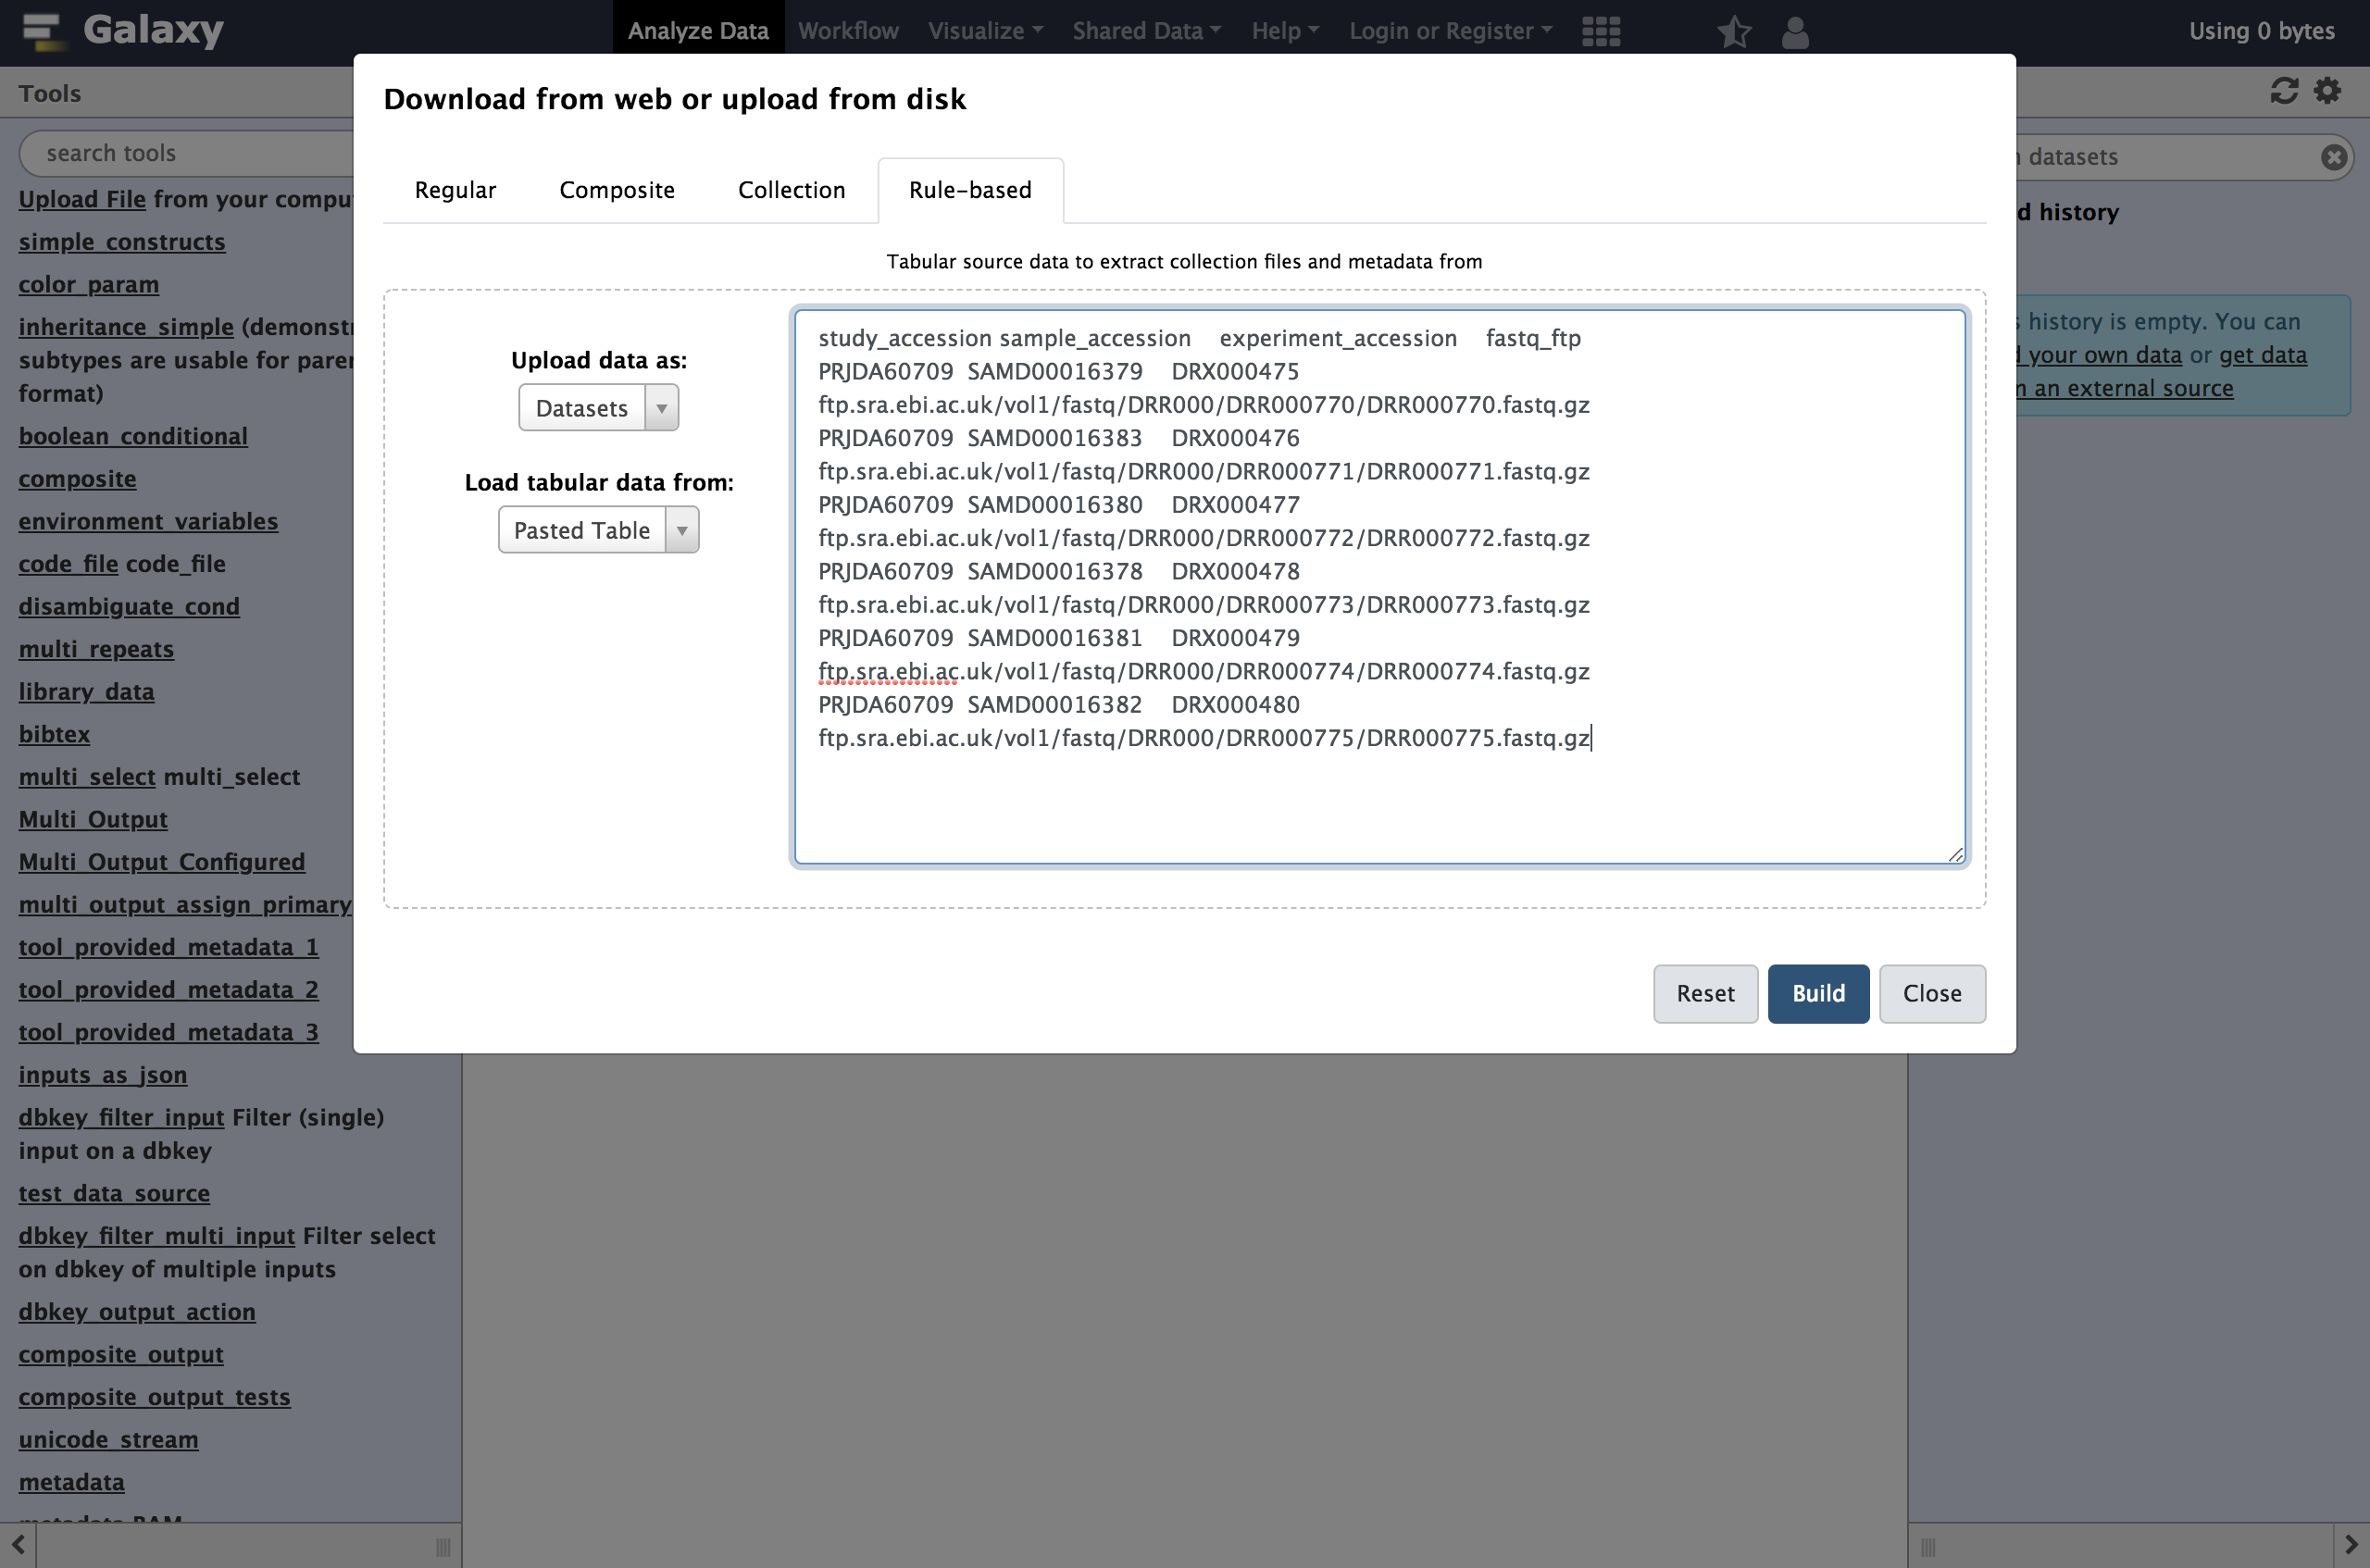 Galaxy
Analyze Data
Workflow
Visualize
Shared Data
Help
Login or Register
Using 0 bytes
Tools
search tools
Upload File from your compu
simple_constructs
color_param
inheritance_simple (demonst
subtypes are usable for parer
format)
boolean_conditional
composite
environment_variables
code_file code_file
disambiguate_cond
multi_repeats
library_data
bibtex
multi_select multi_select
Multi_Output
Multi_Output_Configured
multi_output_assign_primary
tool_provided_metadata_1
tool_provided_metadata_2
tool_provided_metadata_3
inputs_as_json
dbkey_filter_input Filter (single)
input on a dbkey
test_data_source
dbkey_filter_multi_input Filter select
on dbkey of multiple inputs
dbkey_output_action
composite_output
composite_output_tests
unicode_stream
metadata
Download from web or upload from disk
Regular
Composite
Collection
Rule-based
Tabular source data to extract collection files and metadata from
Upload data as:
Datasets
Load tabular data from:
Pasted Table
study_accession sample_accession experiment_accession fastq_ftp
PRJDA60709 SAMD00016379 DRX000475
ftp.sra.ebi.ac.uk/vol1/fastq/DRR000/DRR000770/DRR000770.fastq.gz
PRJDA60709 SAMD00016383 DRX000476
ftp.sra.ebi.ac.uk/vol1/fastq/DRR000/DRR000771/DRR000771.fastq.gz
PRJDA60709 SAMD00016380 DRX000477
ftp.sra.ebi.ac.uk/vol1/fastq/DRR000/DRR000772/DRR000772.fastq.gz
PRJDA60709 SAMD00016378 DRX000478
ftp.sra.ebi.ac.uk/vol1/fastq/DRR000/DRR000773/DRR000773.fastq.gz
PRJDA60709 SAMD00016381 DRX000479
ftp.sra.ebi.ac.uk/vol1/fastq/DRR000/DRR000774/DRR000774.fastq.gz
PRJDA60709 SAMD00016382 DRX000480
ftp.sra.ebi.ac.uk/vol1/fastq/DRR000/DRR000775/DRR000775.fastq.gz
Reset
Build
Close
datasets
d history
history is empty. You can
your own data or get data
an external source